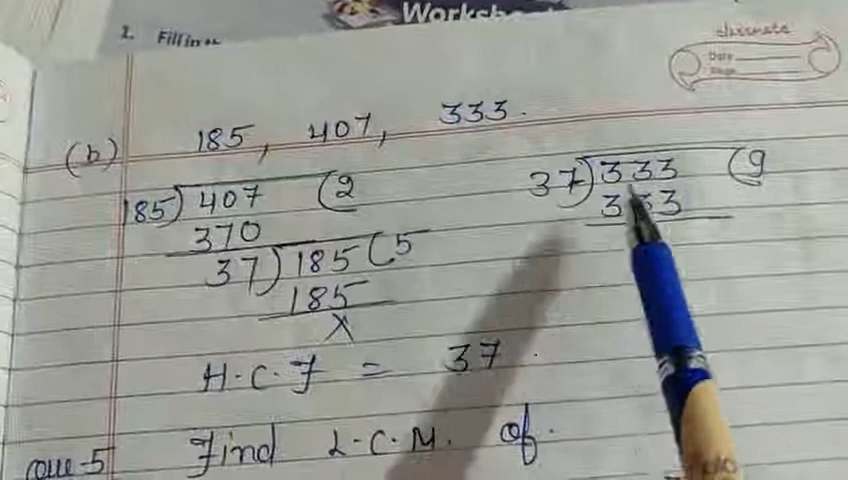 Worksh
1. Fill in
classmate
Date
Page
(b) 185, 407, 333.
185) 407 (2
370
37) 185 (5
185
X
37) 333 (9
333
H.C.F = 37.
Que-5 Find L.C.M. of.